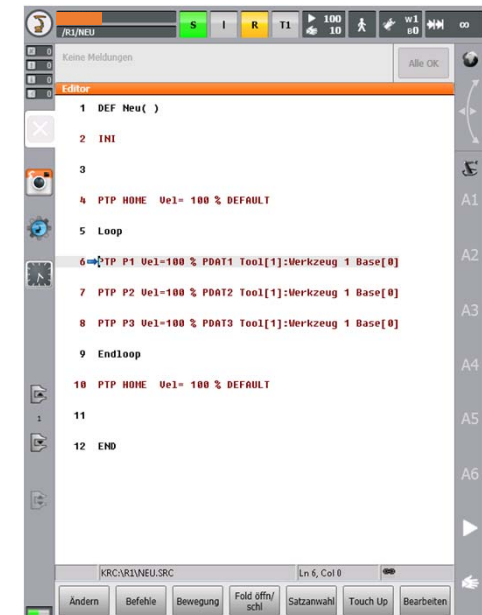 S I R T1 100 10 W1 B0 ∞
/R1/NEU
0
0
0
0
Keine Meldungen Alle OK
Editor
1 DEF Neu( )
2 INI
3
4 PTP HOME Vel= 100 % DEFAULT
5 Loop
6 PTP P1 Vel=100 % PDAT1 Tool[1]:Werkzeug 1 Base[0]
7 PTP P2 Vel=100 % PDAT2 Tool[1]:Werkzeug 1 Base[0]
8 PTP P3 Vel=100 % PDAT3 Tool[1]:Werkzeug 1 Base[0]
9 Endloop
10 PTP HOME Vel= 100 % DEFAULT
11
12 END
1
A1
A2
A3
A4
A5
A6
KRC:\R1\NEU.SRC Ln 6, Col 0
Ändern Befehle Bewegung Fold öffn/ schl Satzanwahl Touch Up Bearbeiten